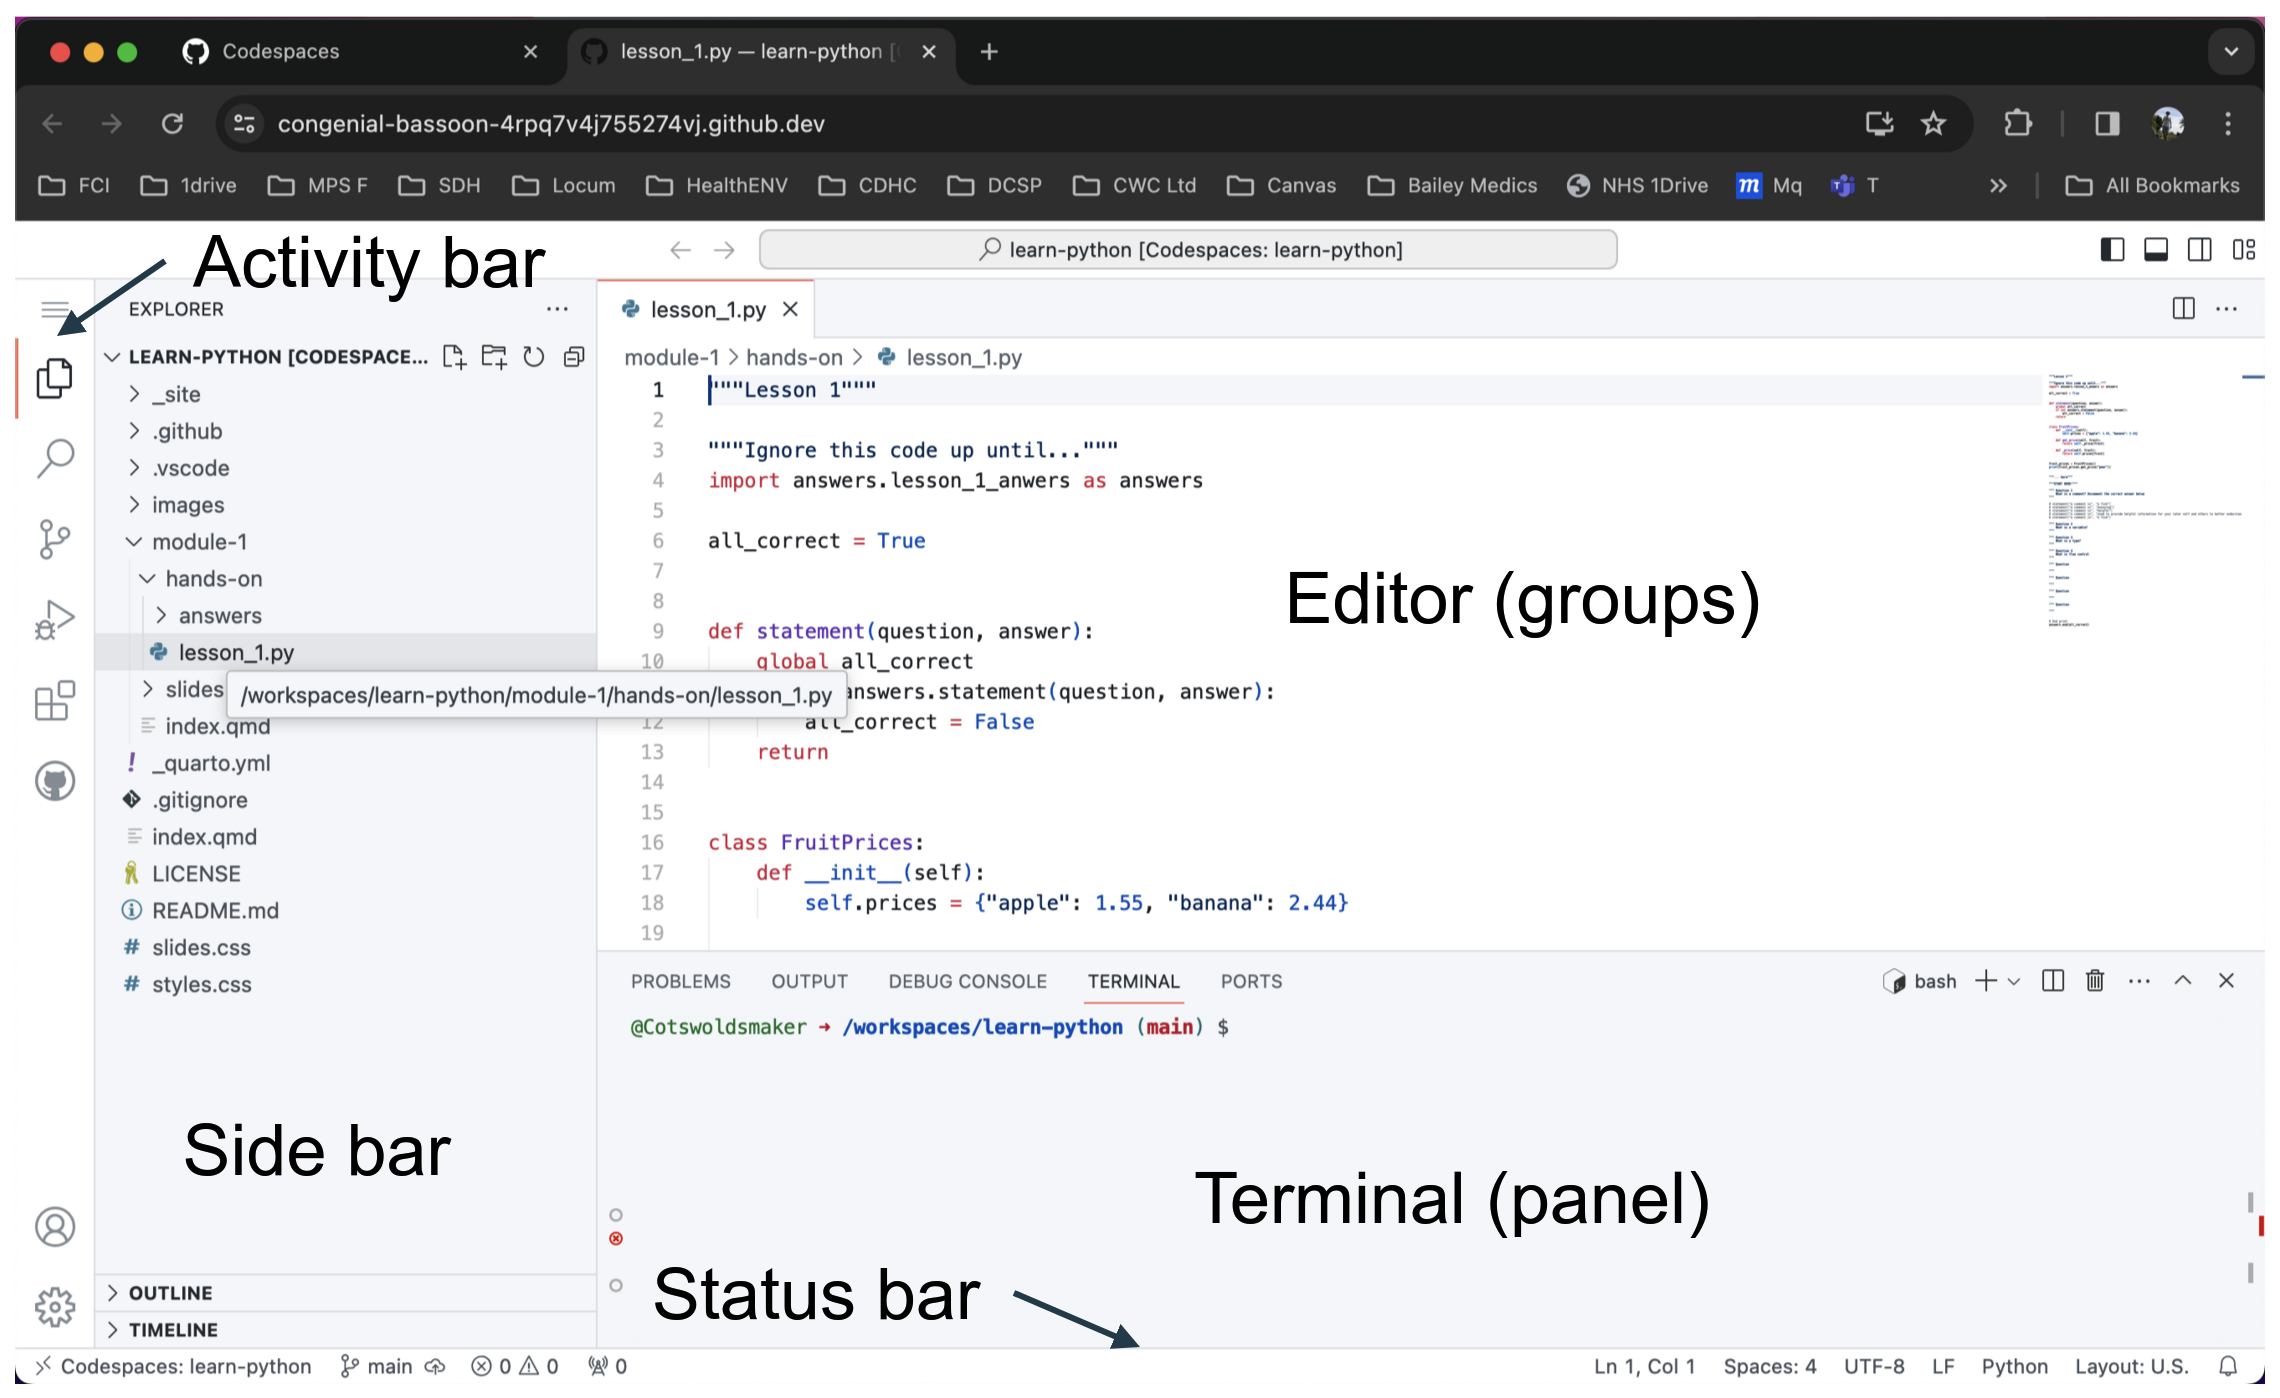 Codespaces
lesson_1.py — learn-python [
congenial-bassoon-4rpq7v4j755274vj.github.dev
FCI 1drive MPS F SDH Locum HealthENV CDHC DCSP CWC Ltd Canvas Bailey Medics NHS 1Drive Mq T All Bookmarks
Activity bar
learn-python [Codespaces: learn-python]
EXPLORER
LEARN-PYTHON [CODESPACE...
_site
.github
.vscode
images
module-1
hands-on
answers
lesson_1.py
slides
/workspaces/learn-python/module-1/hands-on/lesson_1.py
index.qmd
_quarto.yml
.gitignore
index.qmd
LICENSE
README.md
slides.css
styles.css
Side bar
OUTLINE
TIMELINE
lesson_1.py
module-1 > hands-on > lesson_1.py
1 """Lesson 1"""
2
3 """Ignore this code up until..."""
4 import answers.lesson_1_anwers as answers
5
6 all_correct = True
7
8
9 def statement(question, answer):
10 global all_correct
answers.statement(question, answer):
12 all_correct = False
13 return
14
15
16 class FruitPrices:
17 def __init__(self):
18 self.prices = {"apple": 1.55, "banana": 2.44}
19
Editor (groups)
PROBLEMS OUTPUT DEBUG CONSOLE TERMINAL PORTS
bash
@Cotswoldsmaker → /workspaces/learn-python (main) $
Terminal (panel)
Status bar
Codespaces: learn-python main 0 0 0
Ln 1, Col 1 Spaces: 4 UTF-8 LF Python Layout: U.S.